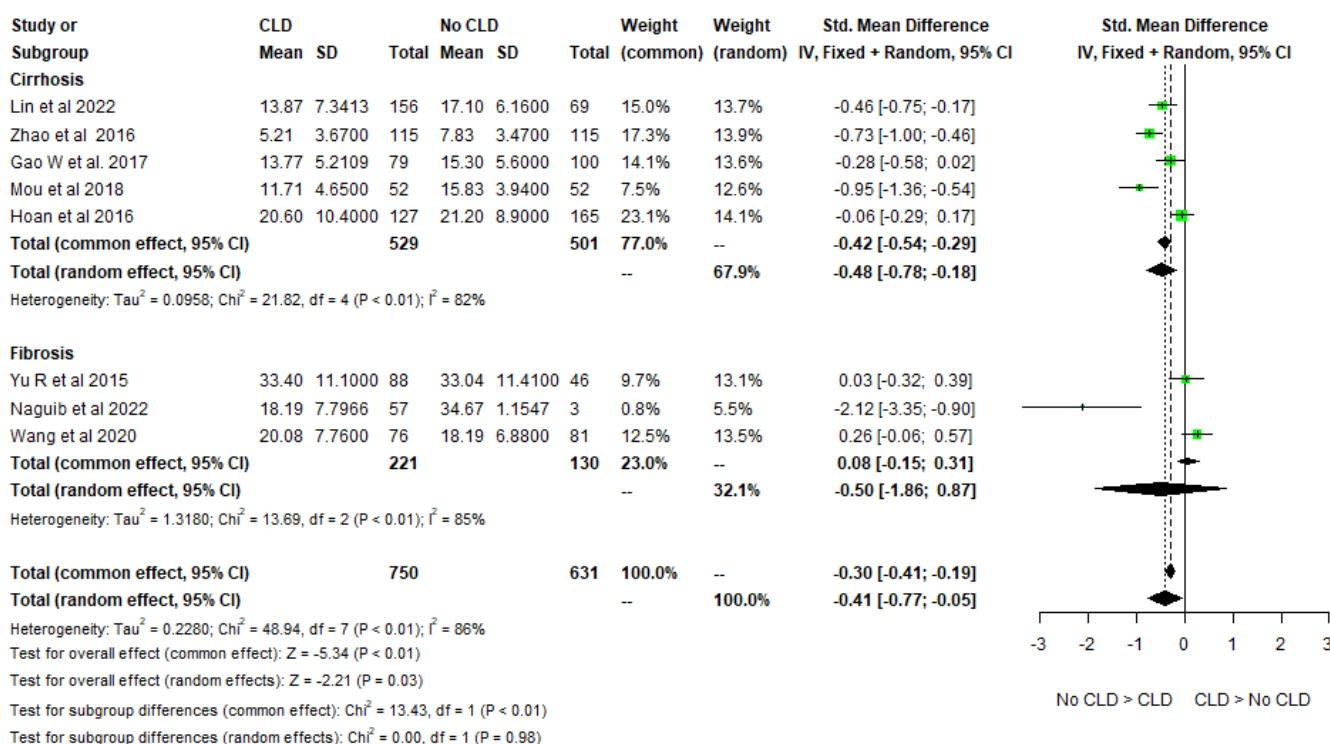 Study or CLD No CLD Weight Weight Std. Mean Difference Std. Mean Difference
Subgroup Mean SD Total Mean SD Total (common) (random) IV, Fixed + Random, 95% CI IV, Fixed + Random, 95% CI
Cirrhosis
Lin et al 2022 13.87 7.3413 156 17.10 6.1600 69 15.0% 13.7% -0.46 [-0.75; -0.17]
Zhao et al 2016 5.21 3.6700 115 7.83 3.4700 115 17.3% 13.9% -0.73 [-1.00; -0.46]
Gao W et al. 2017 13.77 5.2109 79 15.30 5.6000 100 14.1% 13.6% -0.28 [-0.58; 0.02]
Mou et al 2018 11.71 4.6500 52 15.83 3.9400 52 7.5% 12.6% -0.95 [-1.36; -0.54]
Hoan et al 2016 20.60 10.4000 127 21.20 8.9000 165 23.1% 14.1% -0.06 [-0.29; 0.17]
Total (common effect, 95% CI) 529 501 77.0% -- -0.42 [-0.54; -0.29]
Total (random effect, 95% CI) -- 67.9% -0.48 [-0.78; -0.18]
Heterogeneity: Tau² = 0.0958; Chi² = 21.82, df = 4 (P < 0.01); I² = 82%
Fibrosis
Yu R et al 2015 33.40 11.1000 88 33.04 11.4100 46 9.7% 13.1% 0.03 [-0.32; 0.39]
Naguib et al 2022 18.19 7.7966 57 34.67 1.1547 3 0.8% 5.5% -2.12 [-3.35; -0.90]
Wang et al 2020 20.08 7.7600 76 18.19 6.8800 81 12.5% 13.5% 0.26 [-0.06; 0.57]
Total (common effect, 95% CI) 221 130 23.0% -- 0.08 [-0.15; 0.31]
Total (random effect, 95% CI) -- 32.1% -0.50 [-1.86; 0.87]
Heterogeneity: Tau² = 1.3180; Chi² = 13.69, df = 2 (P < 0.01); I² = 85%
Total (common effect, 95% CI) 750 631 100.0% -- -0.30 [-0.41; -0.19]
Total (random effect, 95% CI) -- 100.0% -0.41 [-0.77; -0.05]
Heterogeneity: Tau² = 0.2280; Chi² = 48.94, df = 7 (P < 0.01); I² = 86%
Test for overall effect (common effect): Z = -5.34 (P < 0.01)
-3 -2 -1 0 1 2 3
Test for overall effect (random effects): Z = -2.21 (P = 0.03)
No CLD > CLD CLD > No CLD
Test for subgroup differences (common effect): Chi² = 13.43, df = 1 (P < 0.01)
Test for subgroup differences (random effects): Chi² = 0.00, df = 1 (P = 0.98)